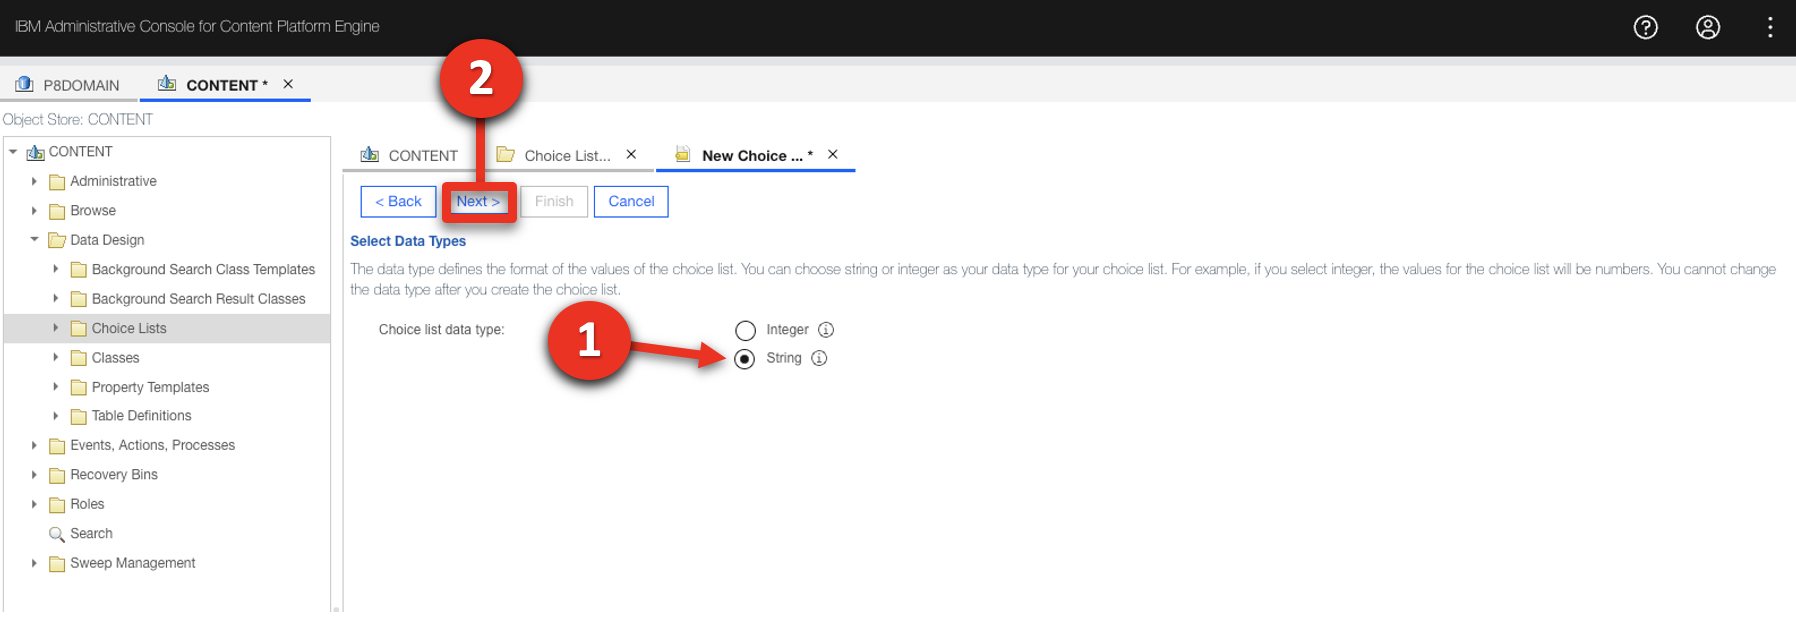 IBM Administrative Console for Content Platform Engine
P8DOMAIN
CONTENT *
Object Store: CONTENT
CONTENT
Administrative
Browse
Data Design
Background Search Class Templates
Background Search Result Classes
Choice Lists
Classes
Property Templates
Table Definitions
Events, Actions, Processes
Recovery Bins
Roles
Search
Sweep Management
2
CONTENT
Choice List...
New Choice ... *
< Back
Next >
Finish
Cancel
Select Data Types
The data type defines the format of the values of the choice list. You can choose string or integer as your data type for your choice list. For example, if you select integer, the values for the choice list will be numbers. You cannot change
the data type after you create the choice list.
Choice list data type:
1
Integer
String